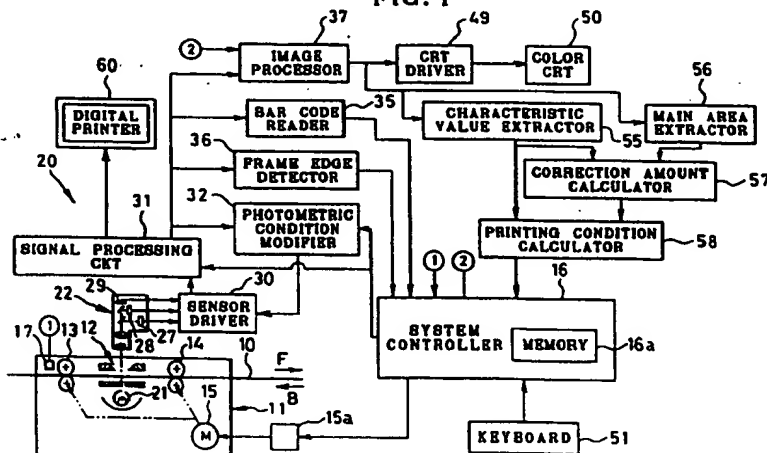 FIG. 1
37
49
50
2
IMAGE PROCESSOR
CRT DRIVER
COLOR CRT
60
56
DIGITAL PRINTER
35
BAR CODE READER
CHARACTERISTIC VALUE EXTRACTOR
55
MAIN AREA EXTRACTOR
36
20
FRAME EDGE DETECTOR
CORRECTION AMOUNT CALCULATOR
57
31
32
PHOTOMETRIC CONDITION MODIFIER
SIGNAL PROCESSING CKT
PRINTING CONDITION CALCULATOR
58
30
1
2
16
29
22
SENSOR DRIVER
27
28
SYSTEM CONTROLLER
MEMORY
16a
17
1
13
12
14
10
F
B
21
15
11
15a
M
KEYBOARD
51